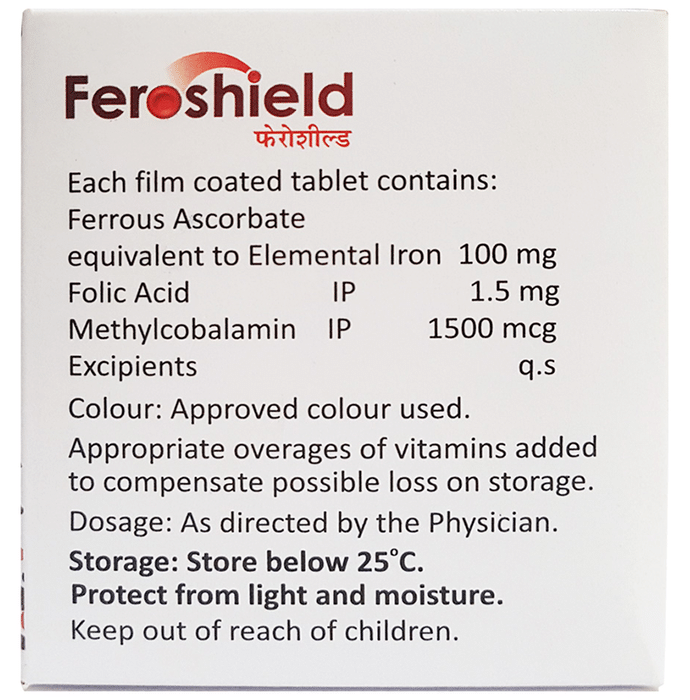 Feroshield
फेरोशील्ड
Each film coated tablet contains:
Ferrous Ascorbate
equivalent to Elemental Iron 100 mg
Folic Acid IP 1.5 mg
Methylcobalamin IP 1500 mcg
Excipients q.s
Colour: Approved colour used.
Appropriate overages of vitamins added
to compensate possible loss on storage.
Dosage: As directed by the Physician.
Storage: Store below 25°C.
Protect from light and moisture.
Keep out of reach of children.